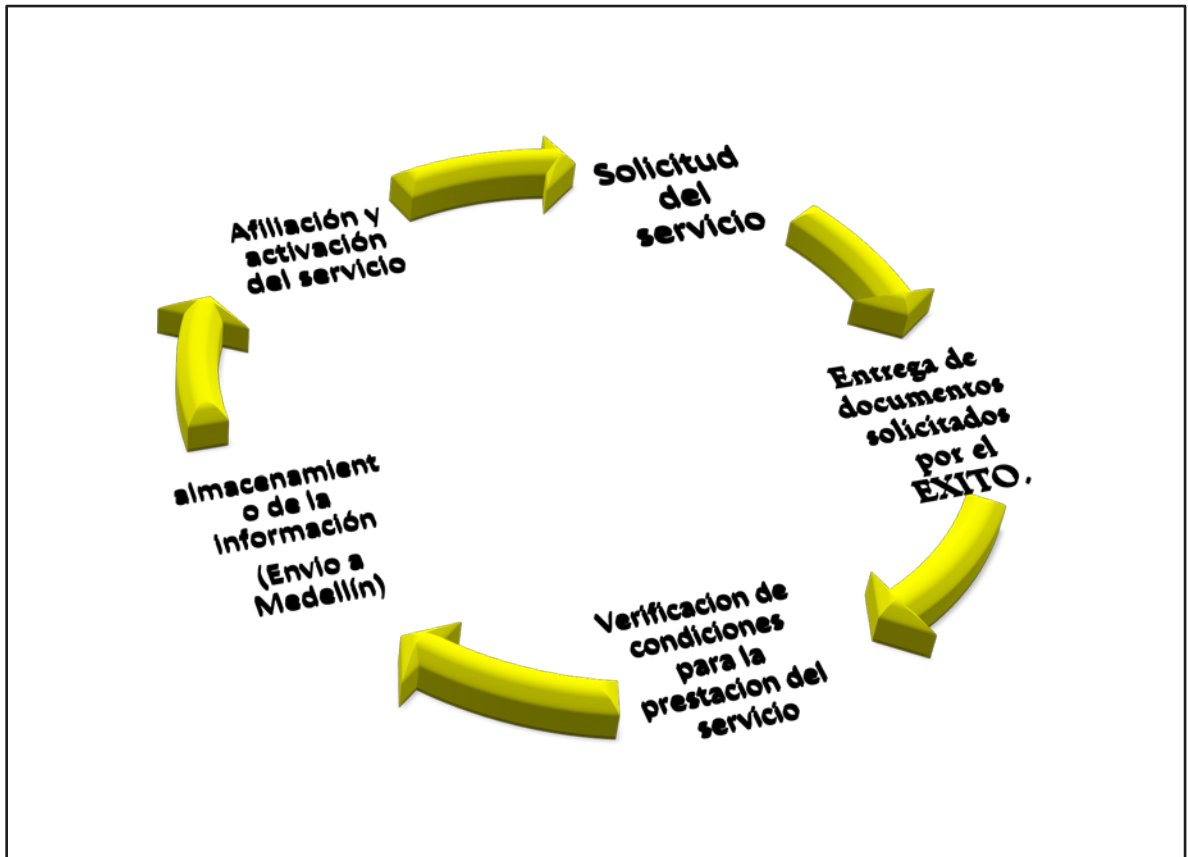 Solicitud
del
servicio
Entrega de
documentos
solicitados
por el
EXITO.
Verificacion de
condiciones
para la
prestacion del
servicio
almacenamient
o de la
información
(Envio a
Medellín)
Afiliación y
activación
del servicio